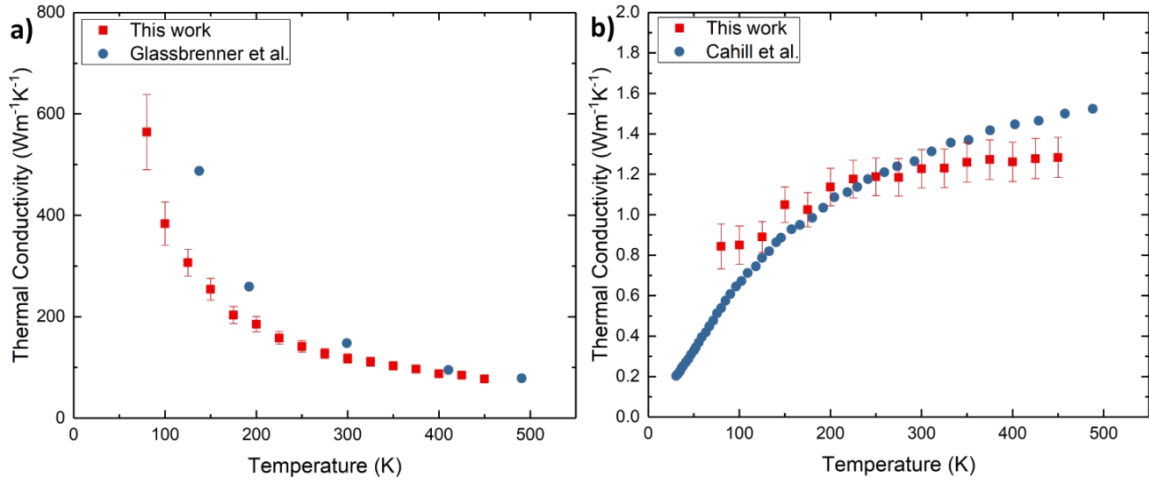 a)
This work
Glassbrenner et al.
800
600
400
200
0
0 100 200 300 400 500
Thermal Conductivity (Wm⁻¹K⁻¹)
Temperature (K)
b)
This work
Cahill et al.
2.0
1.8
1.6
1.4
1.2
1.0
0.8
0.6
0.4
0.2
0.0
0 100 200 300 400 500
Thermal Conductivity (Wm⁻¹K⁻¹)
Temperature (K)